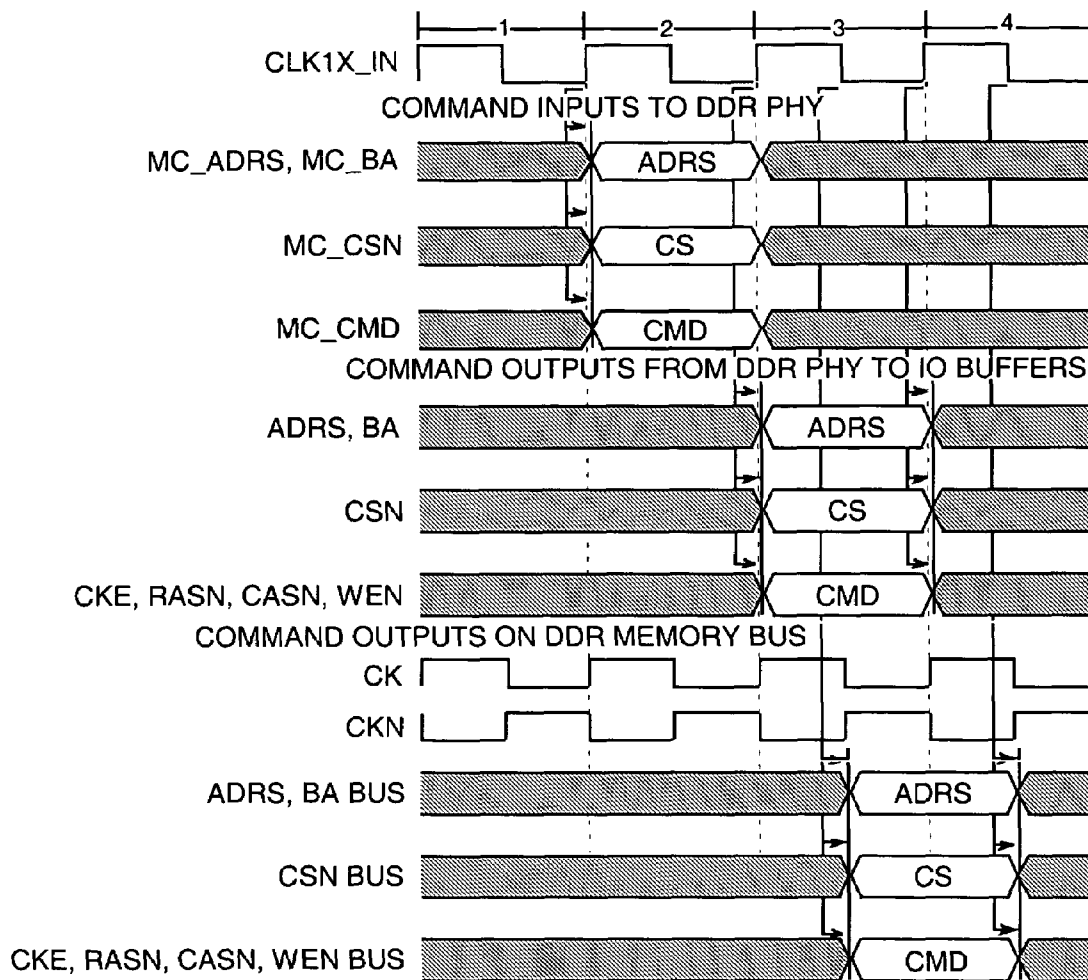 1 2 3 4
CLK1X_IN
COMMAND INPUTS TO DDR PHY
MC_ADRS, MC_BA ADRS
MC_CSN CS
MC_CMD CMD
COMMAND OUTPUTS FROM DDR PHY TO IO BUFFERS
ADRS, BA ADRS
CSN CS
CKE, RASN, CASN, WEN CMD
COMMAND OUTPUTS ON DDR MEMORY BUS
CK
CKN
ADRS, BA BUS ADRS
CSN BUS CS
CKE, RASN, CASN, WEN BUS CMD